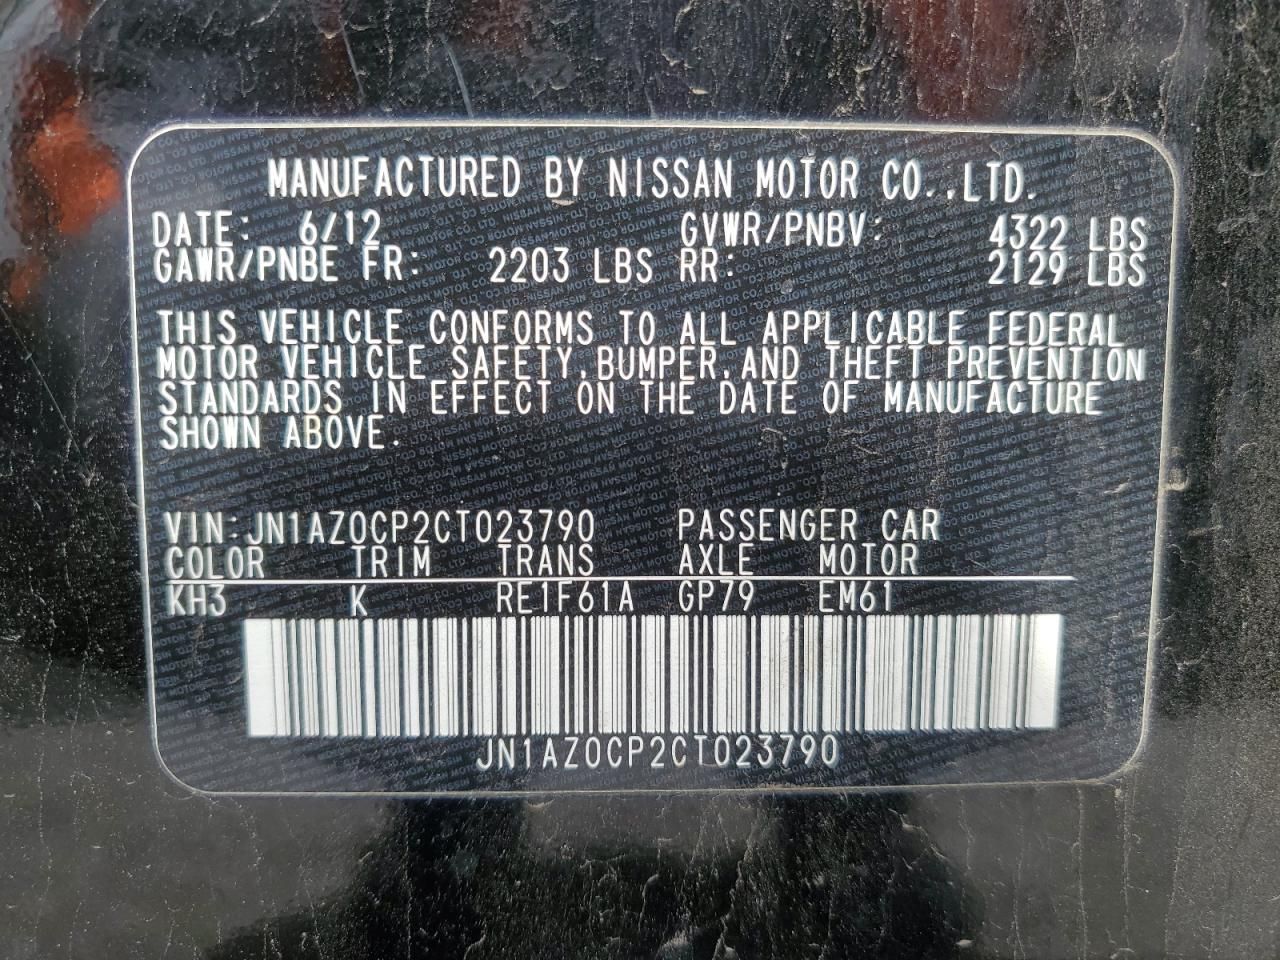 MANUFACTURED BY NISSAN MOTOR CO.,LTD.
DATE: 6/12 GVWR/PNBV: 4322 LBS
GAWR/PNBE FR: 2203 LBS RR: 2129 LBS
THIS VEHICLE CONFORMS TO ALL APPLICABLE FEDERAL
MOTOR VEHICLE SAFETY,BUMPER,AND THEFT PREVENTION
STANDARDS IN EFFECT ON THE DATE OF MANUFACTURE
SHOWN ABOVE.
VIN:JN1AZ0CP2CT023790 PASSENGER CAR
COLOR TRIM TRANS AXLE MOTOR
KH3 K RE1F61A GP79 EM61
JN1AZ0CP2CT023790